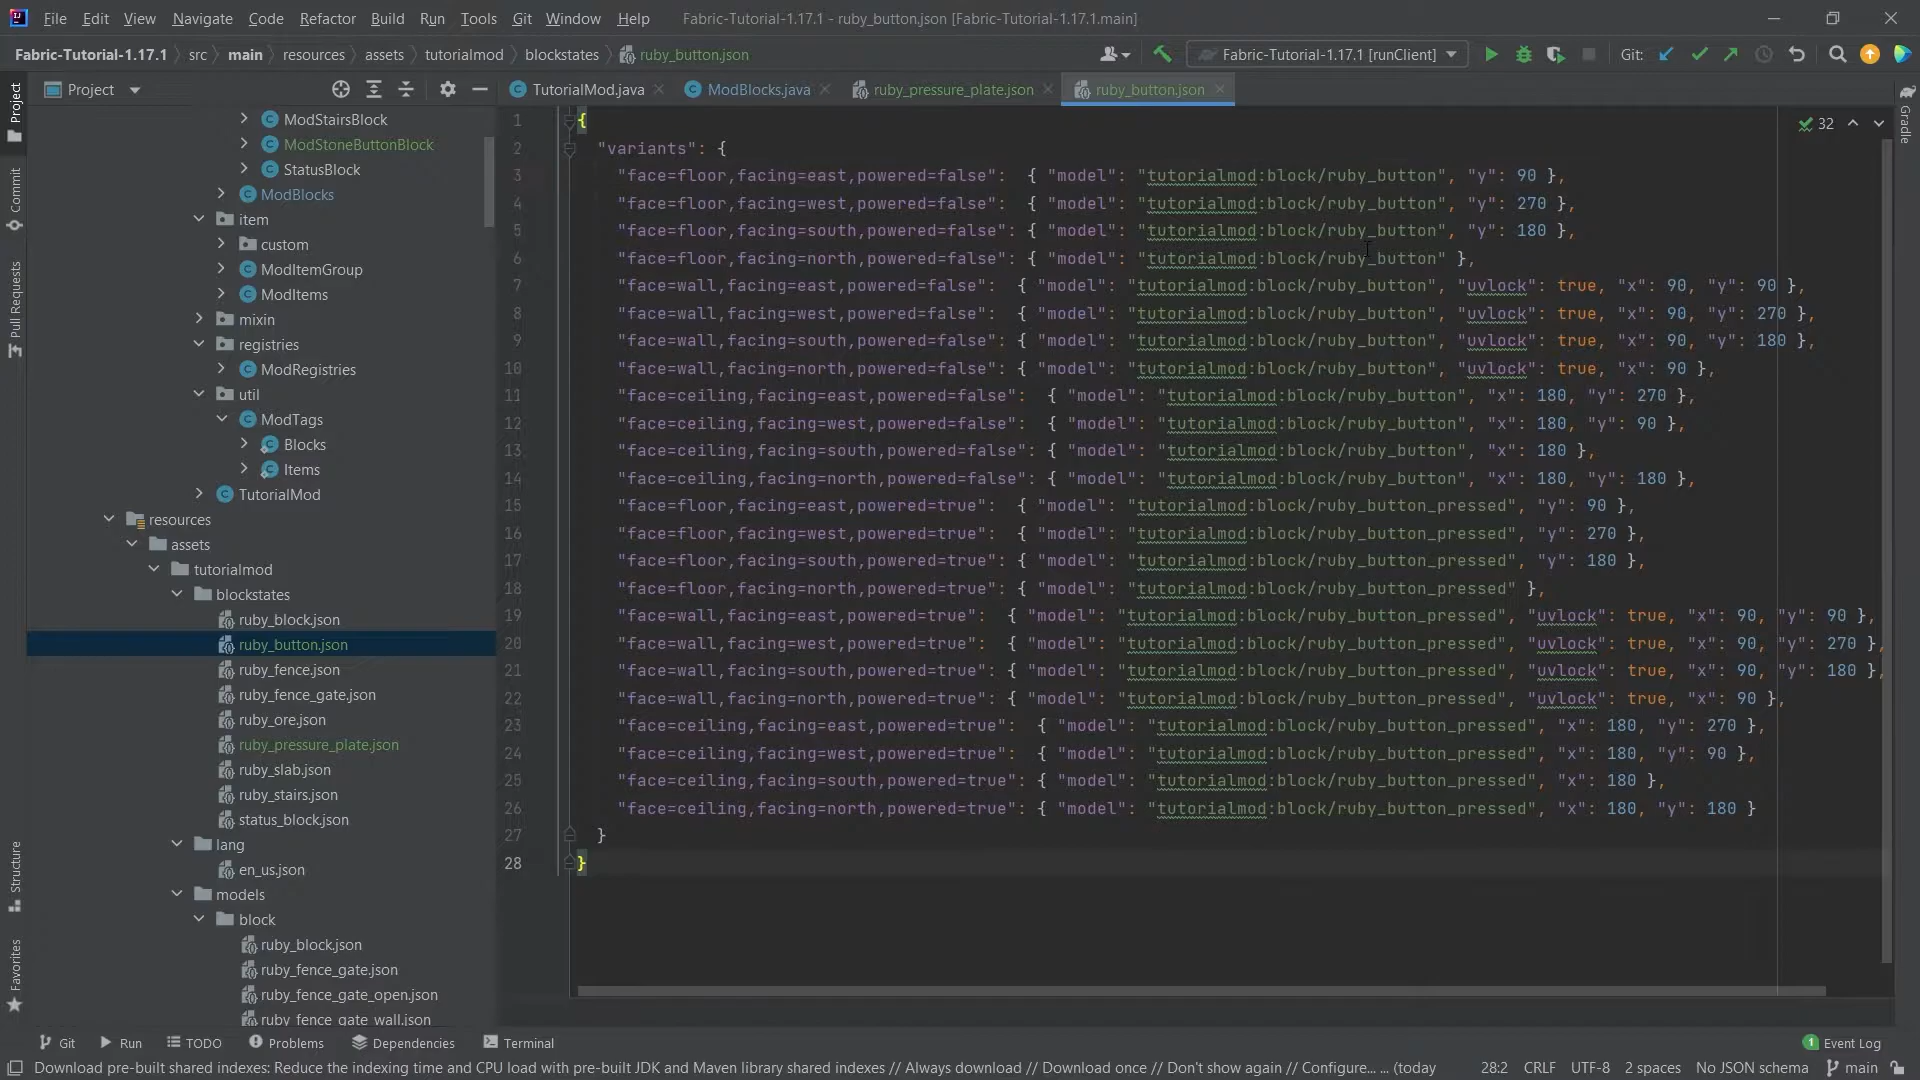 File Edit View Navigate Code Refactor Build Run Tools Git Window Help Fabric-Tutorial-1.17.1 - ruby_button.json [Fabric-Tutorial-1.17.1.main]
Fabric-Tutorial-1.17.1 src main resources assets tutorialmod blockstates ruby_button.json Fabric-Tutorial-1.17.1 [runClient] Git:
Project TutorialMod.java ModBlocks.java ruby_pressure_plate.json ruby_button.json
Project
Commit
Pull Requests
Structure
Favorites
ModStairsBlock
ModStoneButtonBlock
StatusBlock
ModBlocks
item
custom
ModItemGroup
ModItems
mixin
registries
ModRegistries
util
ModTags
Blocks
Items
TutorialMod
resources
assets
tutorialmod
blockstates
ruby_block.json
ruby_button.json
ruby_fence.json
ruby_fence_gate.json
ruby_ore.json
ruby_pressure_plate.json
ruby_slab.json
ruby_stairs.json
status_block.json
lang
en_us.json
models
block
ruby_block.json
ruby_fence_gate.json
ruby_fence_gate_open.json
ruby_fence_gate_wall.json
1 {
2 "variants": {
3 "face=floor,facing=east,powered=false": { "model": "tutorialmod:block/ruby_button", "y": 90 },
4 "face=floor,facing=west,powered=false": { "model": "tutorialmod:block/ruby_button", "y": 270 },
5 "face=floor,facing=south,powered=false": { "model": "tutorialmod:block/ruby_button", "y": 180 },
6 "face=floor,facing=north,powered=false": { "model": "tutorialmod:block/ruby_button" },
7 "face=wall,facing=east,powered=false": { "model": "tutorialmod:block/ruby_button", "uvlock": true, "x": 90, "y": 90 },
8 "face=wall,facing=west,powered=false": { "model": "tutorialmod:block/ruby_button", "uvlock": true, "x": 90, "y": 270 },
9 "face=wall,facing=south,powered=false": { "model": "tutorialmod:block/ruby_button", "uvlock": true, "x": 90, "y": 180 },
10 "face=wall,facing=north,powered=false": { "model": "tutorialmod:block/ruby_button", "uvlock": true, "x": 90 },
11 "face=ceiling,facing=east,powered=false": { "model": "tutorialmod:block/ruby_button", "x": 180, "y": 270 },
12 "face=ceiling,facing=west,powered=false": { "model": "tutorialmod:block/ruby_button", "x": 180, "y": 90 },
13 "face=ceiling,facing=south,powered=false": { "model": "tutorialmod:block/ruby_button", "x": 180 },
14 "face=ceiling,facing=north,powered=false": { "model": "tutorialmod:block/ruby_button", "x": 180, "y": 180 },
15 "face=floor,facing=east,powered=true": { "model": "tutorialmod:block/ruby_button_pressed", "y": 90 },
16 "face=floor,facing=west,powered=true": { "model": "tutorialmod:block/ruby_button_pressed", "y": 270 },
17 "face=floor,facing=south,powered=true": { "model": "tutorialmod:block/ruby_button_pressed", "y": 180 },
18 "face=floor,facing=north,powered=true": { "model": "tutorialmod:block/ruby_button_pressed" },
19 "face=wall,facing=east,powered=true": { "model": "tutorialmod:block/ruby_button_pressed", "uvlock": true, "x": 90, "y": 90 },
20 "face=wall,facing=west,powered=true": { "model": "tutorialmod:block/ruby_button_pressed", "uvlock": true, "x": 90, "y": 270 },
21 "face=wall,facing=south,powered=true": { "model": "tutorialmod:block/ruby_button_pressed", "uvlock": true, "x": 90, "y": 180 },
22 "face=wall,facing=north,powered=true": { "model": "tutorialmod:block/ruby_button_pressed", "uvlock": true, "x": 90 },
23 "face=ceiling,facing=east,powered=true": { "model": "tutorialmod:block/ruby_button_pressed", "x": 180, "y": 270 },
24 "face=ceiling,facing=west,powered=true": { "model": "tutorialmod:block/ruby_button_pressed", "x": 180, "y": 90 },
25 "face=ceiling,facing=south,powered=true": { "model": "tutorialmod:block/ruby_button_pressed", "x": 180 },
26 "face=ceiling,facing=north,powered=true": { "model": "tutorialmod:block/ruby_button_pressed", "x": 180, "y": 180 }
27 }
28 }
32
Gradle
Git Run TODO Problems Dependencies Terminal 1 Event Log
Download pre-built shared indexes: Reduce the indexing time and CPU load with pre-built JDK and Maven library shared indexes // Always download // Download once // Don't show again // Configure... ... (today 28:2 CRLF UTF-8 2 spaces No JSON schema main